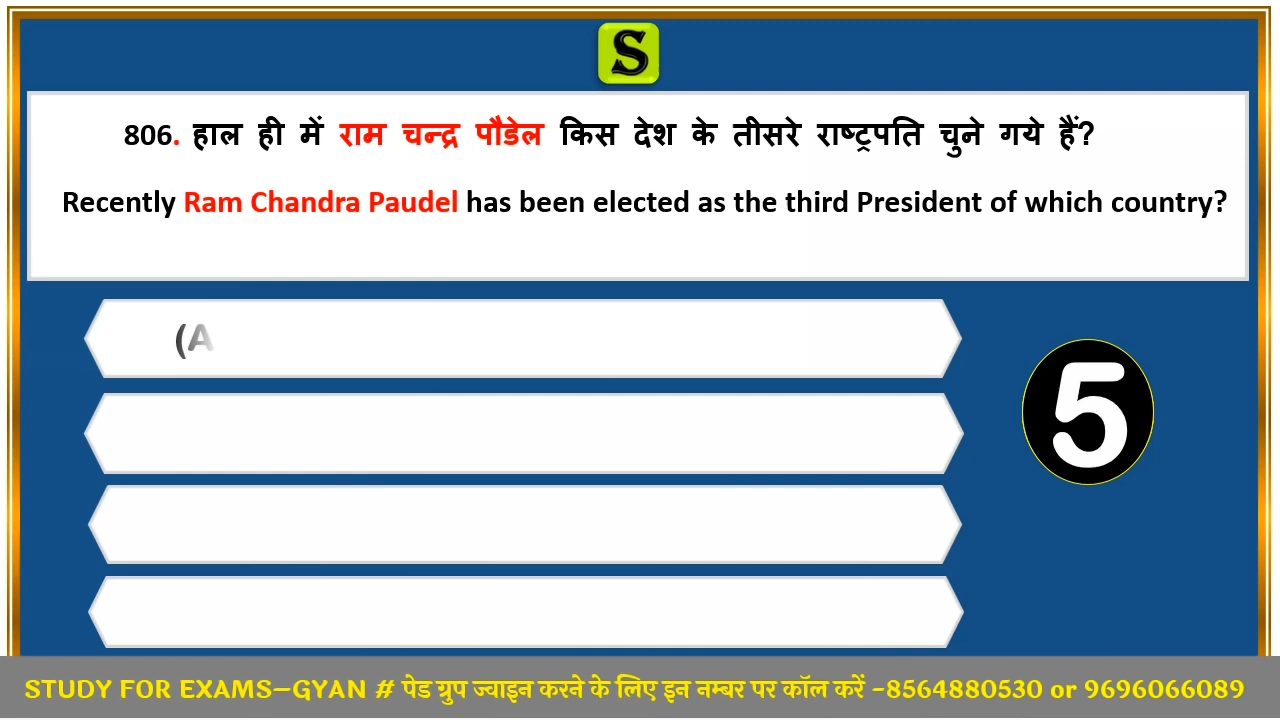 S
806. हाल ही में राम चन्द्र पौडेल किस देश के तीसरे राष्ट्रपति चुने गये हैं?
Recently Ram Chandra Paudel has been elected as the third President of which country?
(A
5
STUDY FOR EXAMS–GYAN # पेड ग्रुप ज्वाइन करने के लिए इन नम्बर पर कॉल करें -8564880530 or 9696066089